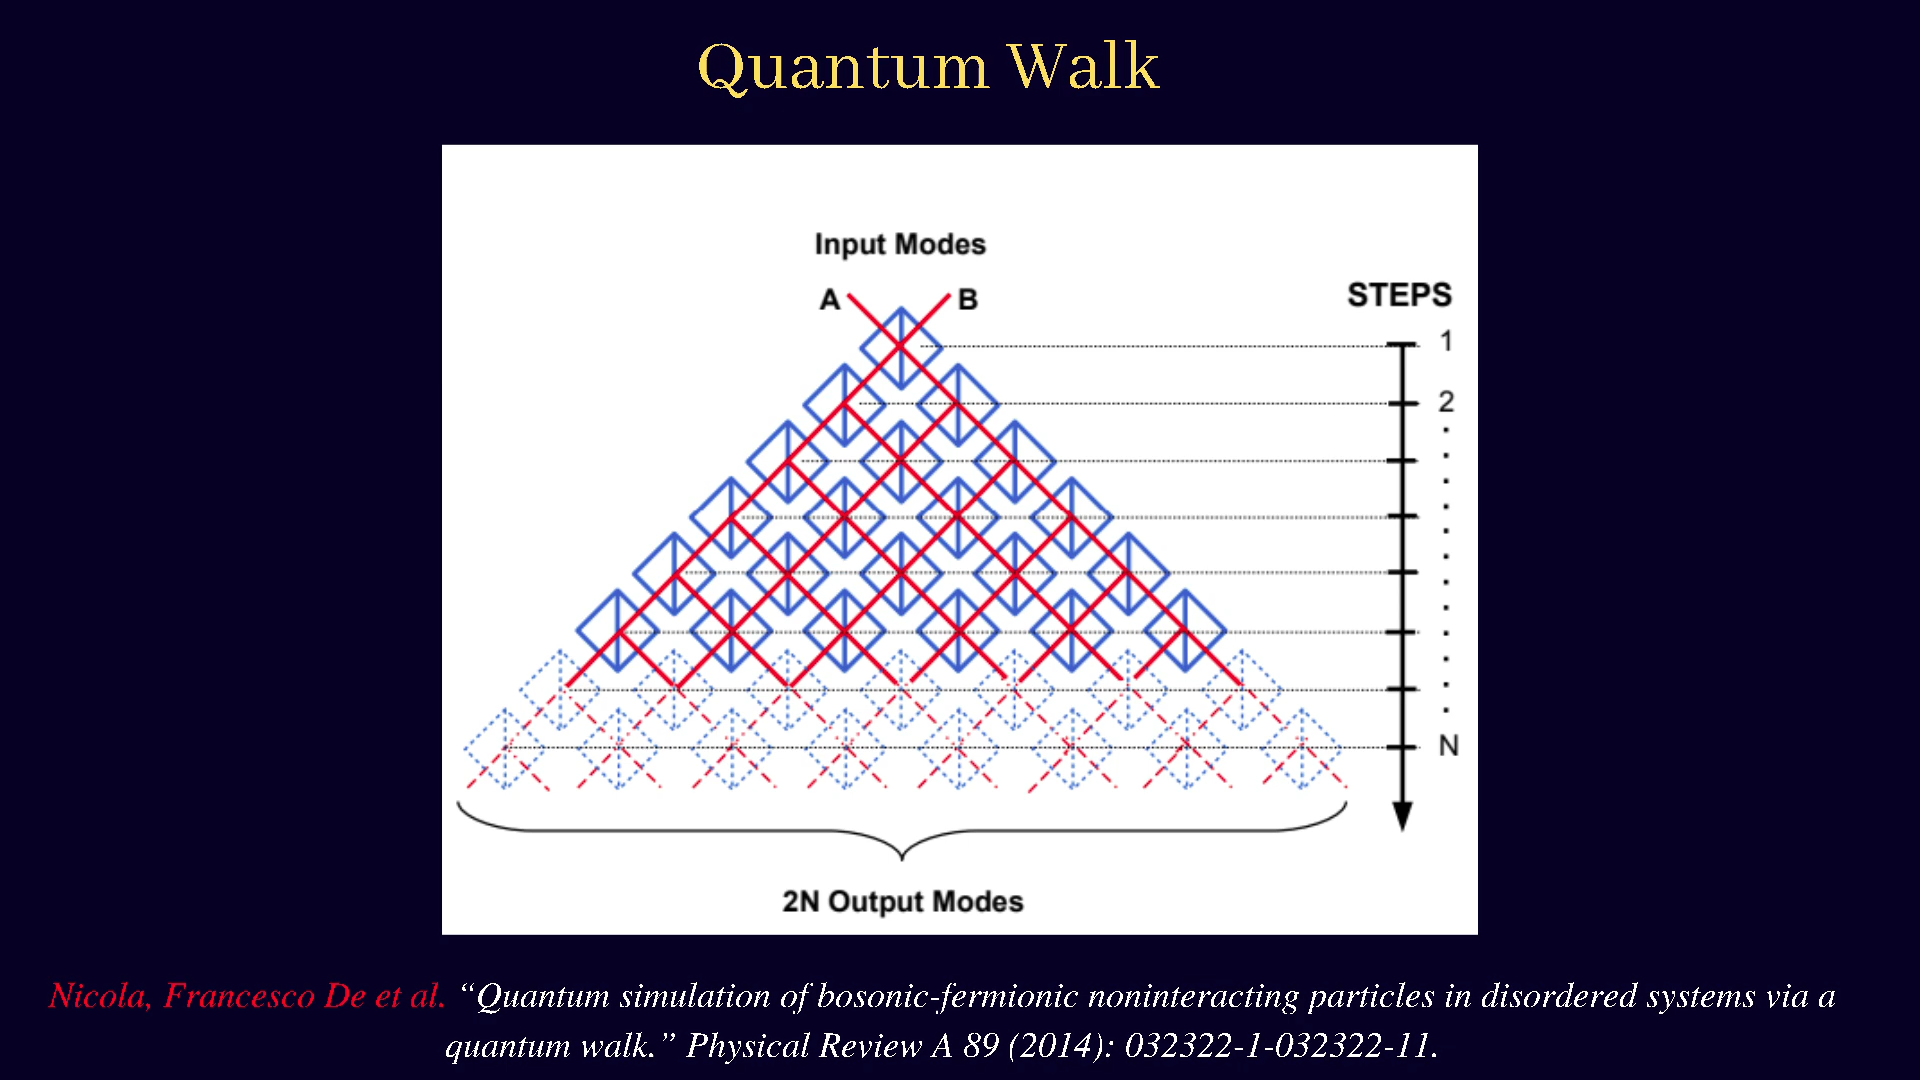 Quantum Walk
Input Modes
A B
STEPS
1
2
N
2N Output Modes
Nicola, Francesco De et al. “Quantum simulation of bosonic-fermionic noninteracting particles in disordered systems via a
quantum walk.” Physical Review A 89 (2014): 032322-1-032322-11.